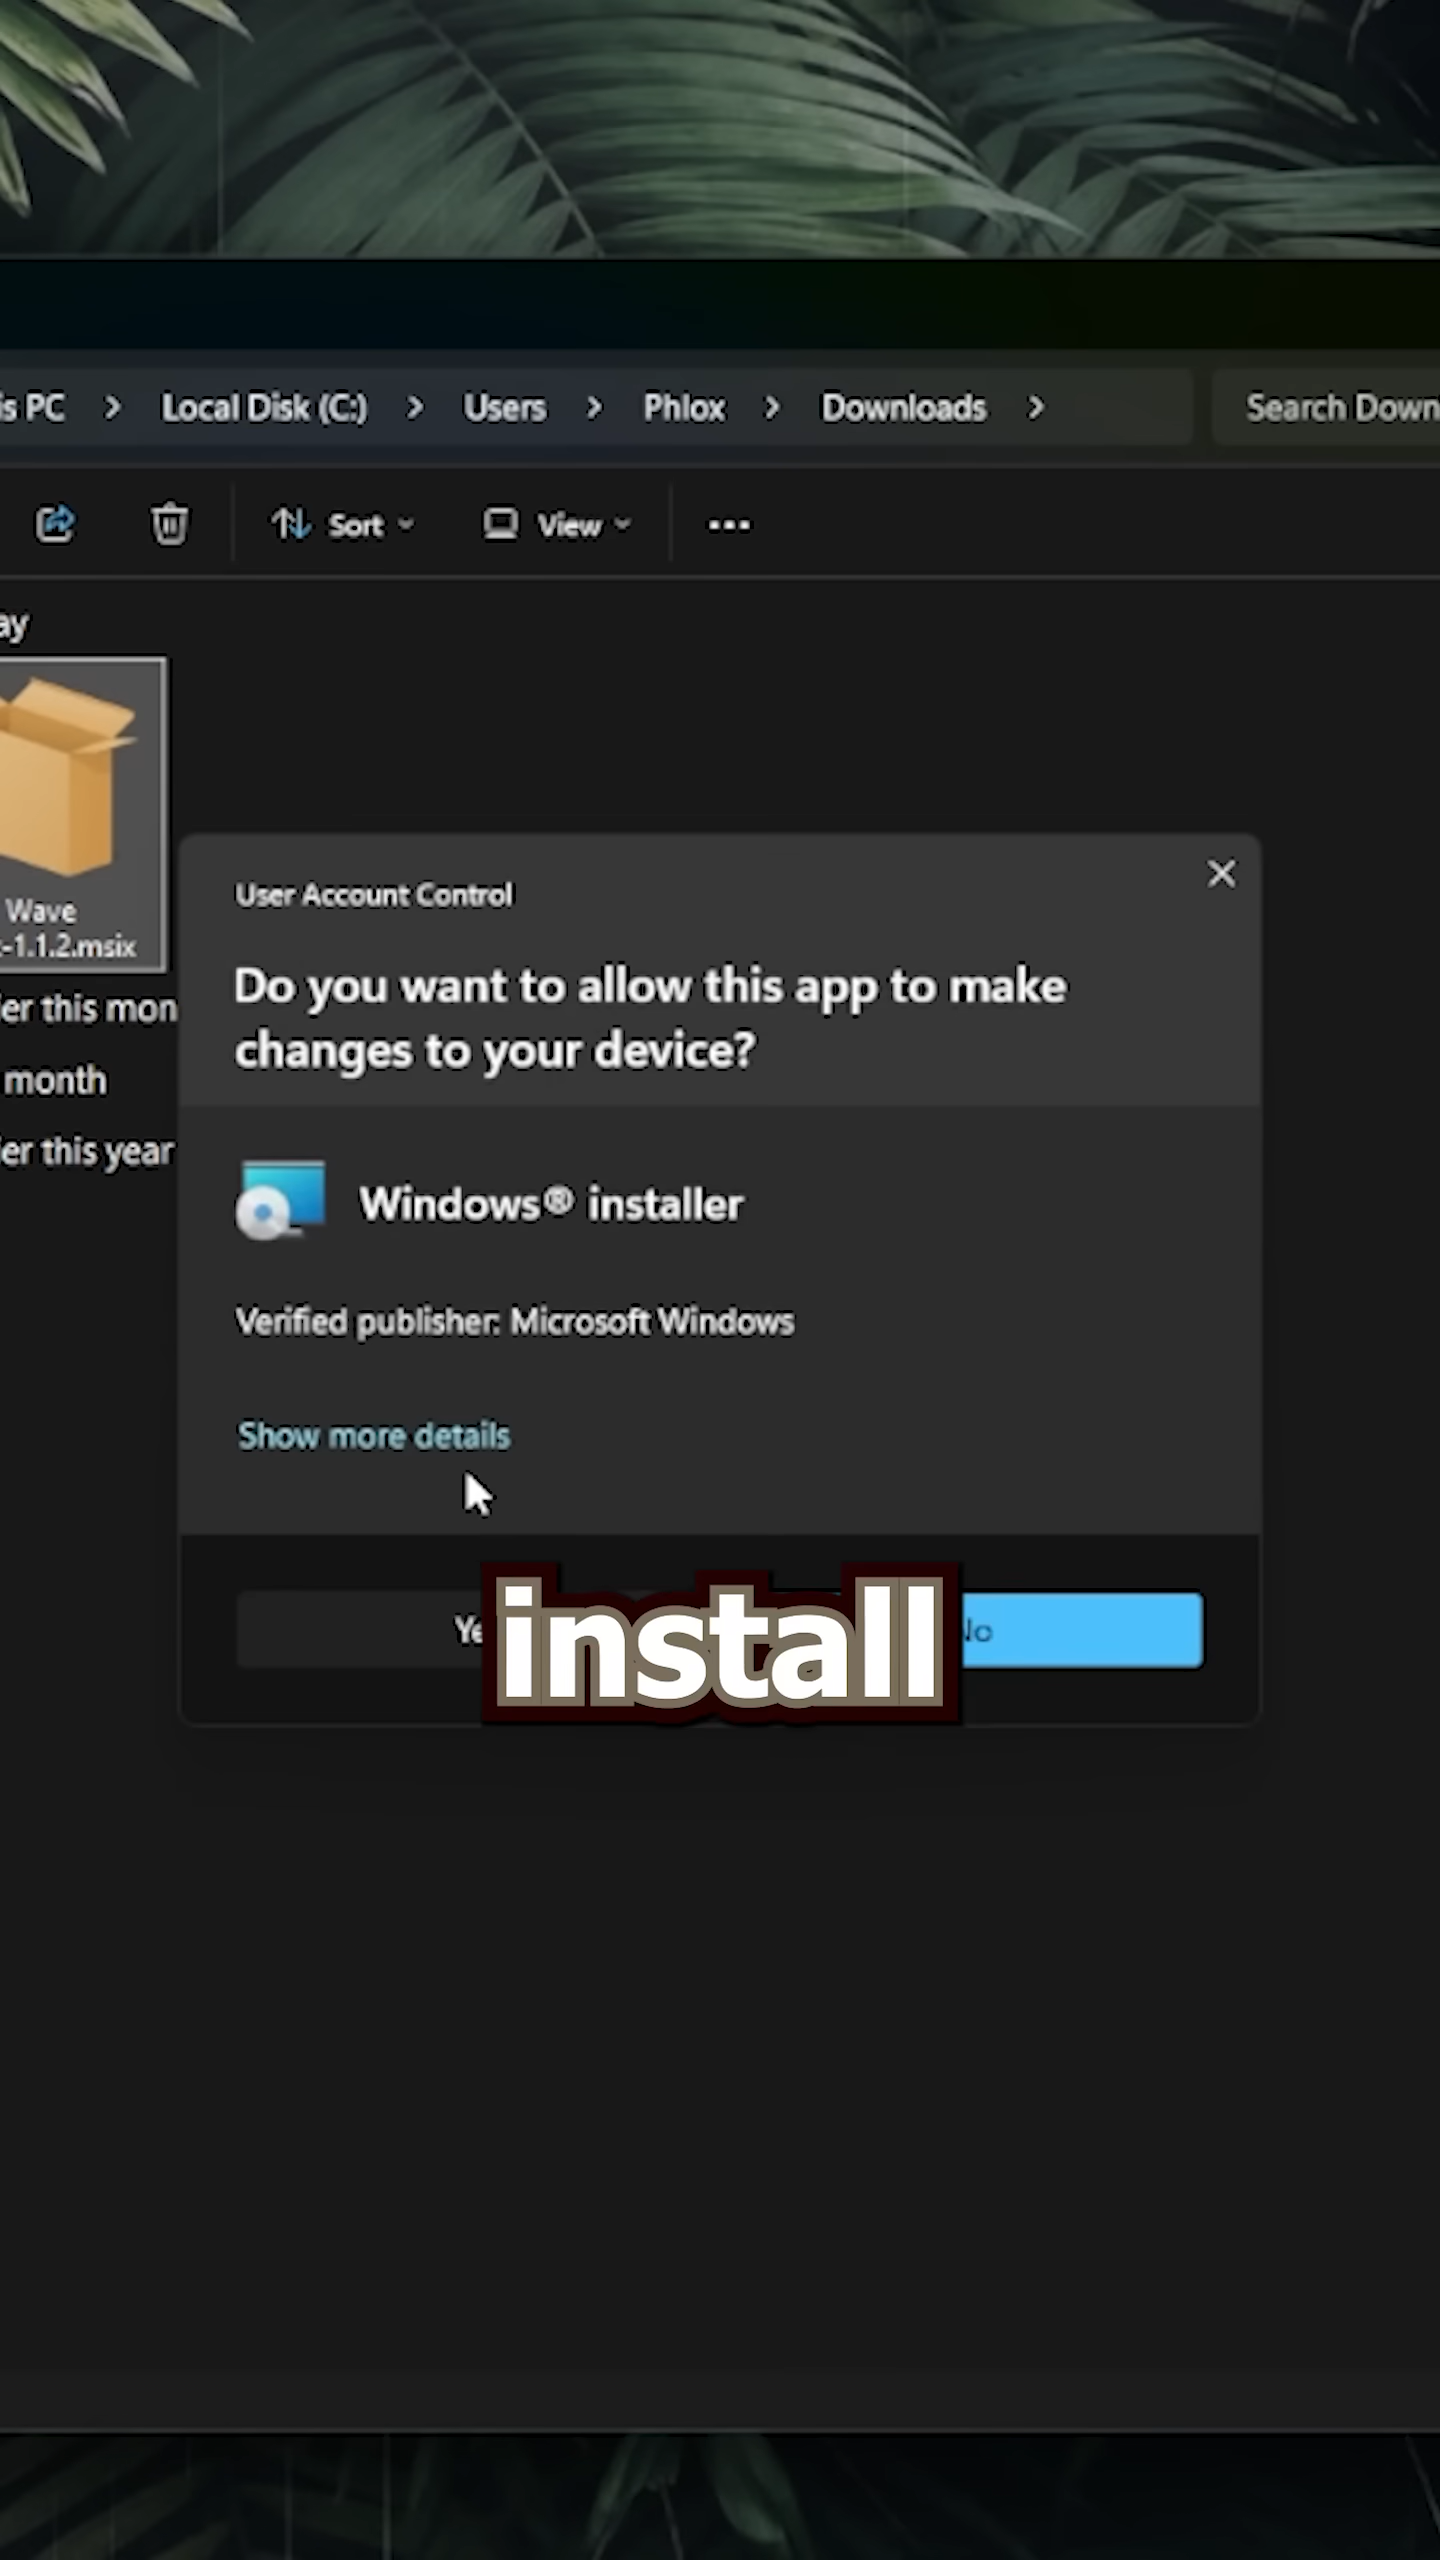 is PC > Local Disk (C:) > Users > Phlox > Downloads > Search Down
Sort View ...
ay
Wave
-1.1.2.msix
er this mon
month
er this year
User Account Control
Do you want to allow this app to make
changes to your device?
Windows® installer
Verified publisher: Microsoft Windows
Show more details
Ye
install
No